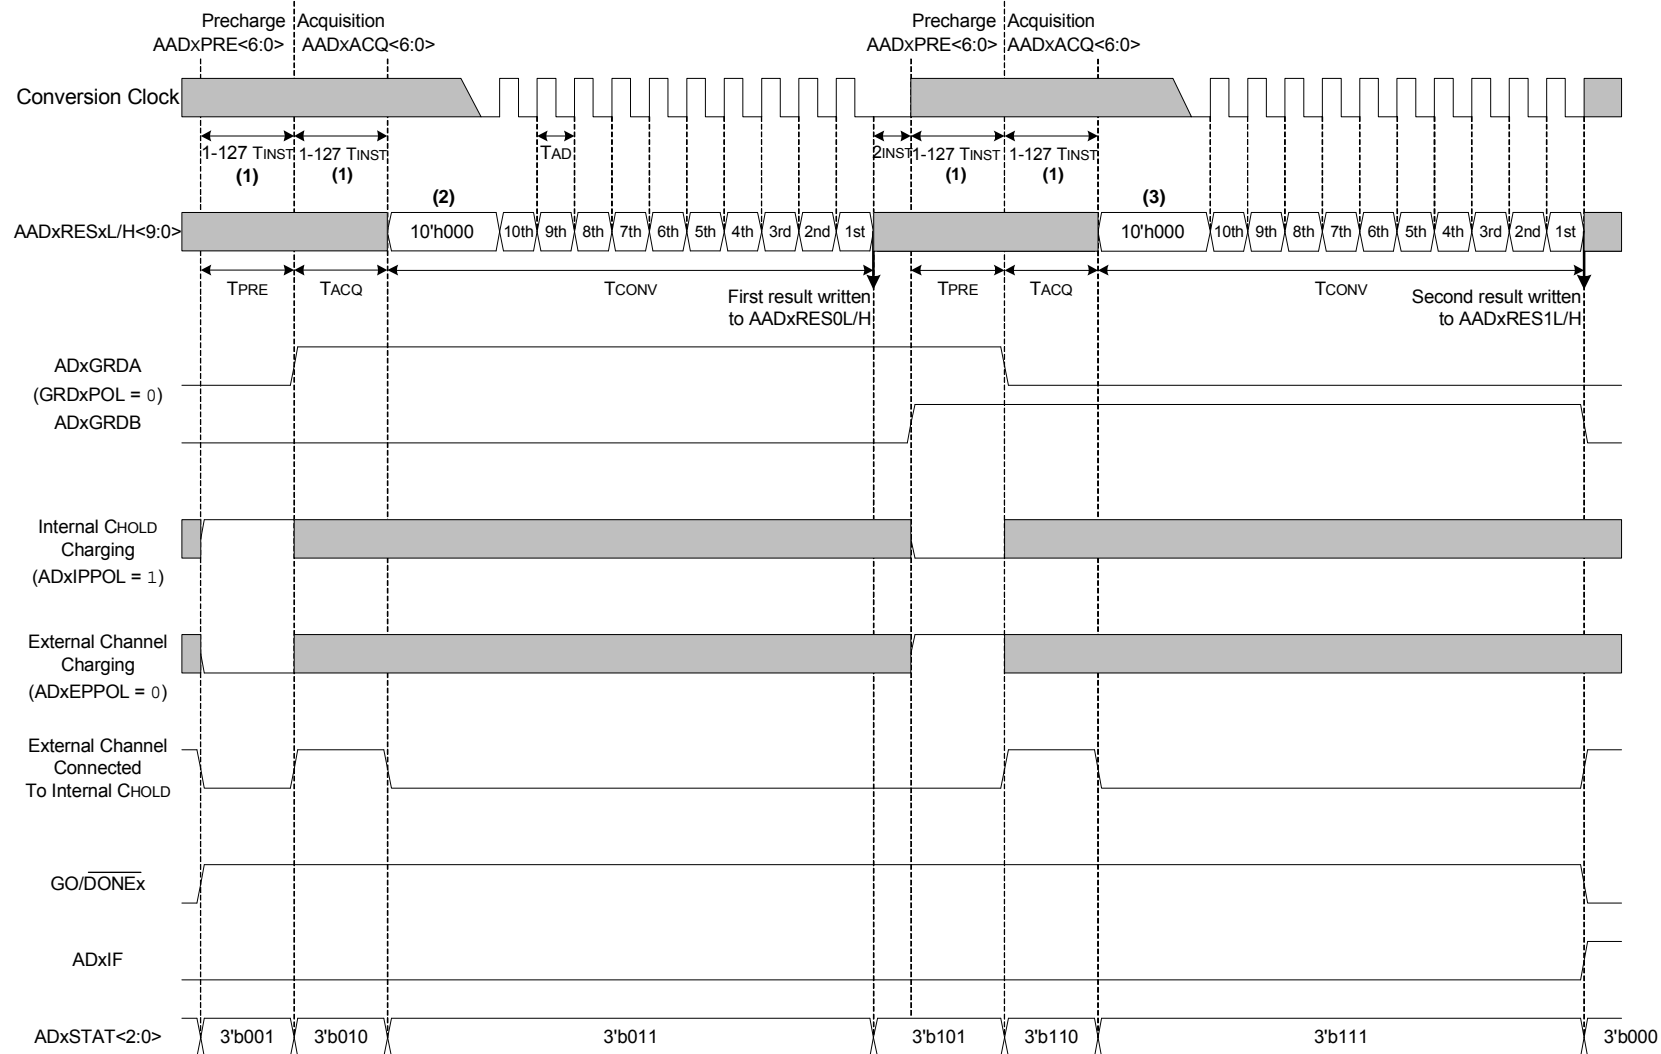 Precharge Acquisition Precharge Acquisition
AADxPRE<6:0> AADxACQ<6:0> AADxPRE<6:0> AADxACQ<6:0>
Conversion Clock
1-127 TINST 1-127 TINST TAD 2INST 1-127 TINST 1-127 TINST
(1) (1) (1) (1)
(2) (3)
AADxRESxL/H<9:0> 10'h000 10th 9th 8th 7th 6th 5th 4th 3rd 2nd 1st 10'h000 10th 9th 8th 7th 6th 5th 4th 3rd 2nd 1st
TPRE TACQ TCONV TPRE TACQ TCONV
First result written Second result written
to AADxRES0L/H to AADxRES1L/H
ADxGRDA
(GRDxPOL = 0)
ADxGRDB
Internal CHOLD
Charging
(ADxIPPOL = 1)
External Channel
Charging
(ADxEPPOL = 0)
External Channel
Connected
To Internal CHOLD
GO/DONEx
ADxIF
ADxSTAT<2:0> 3'b001 3'b010 3'b011 3'b101 3'b110 3'b111 3'b000